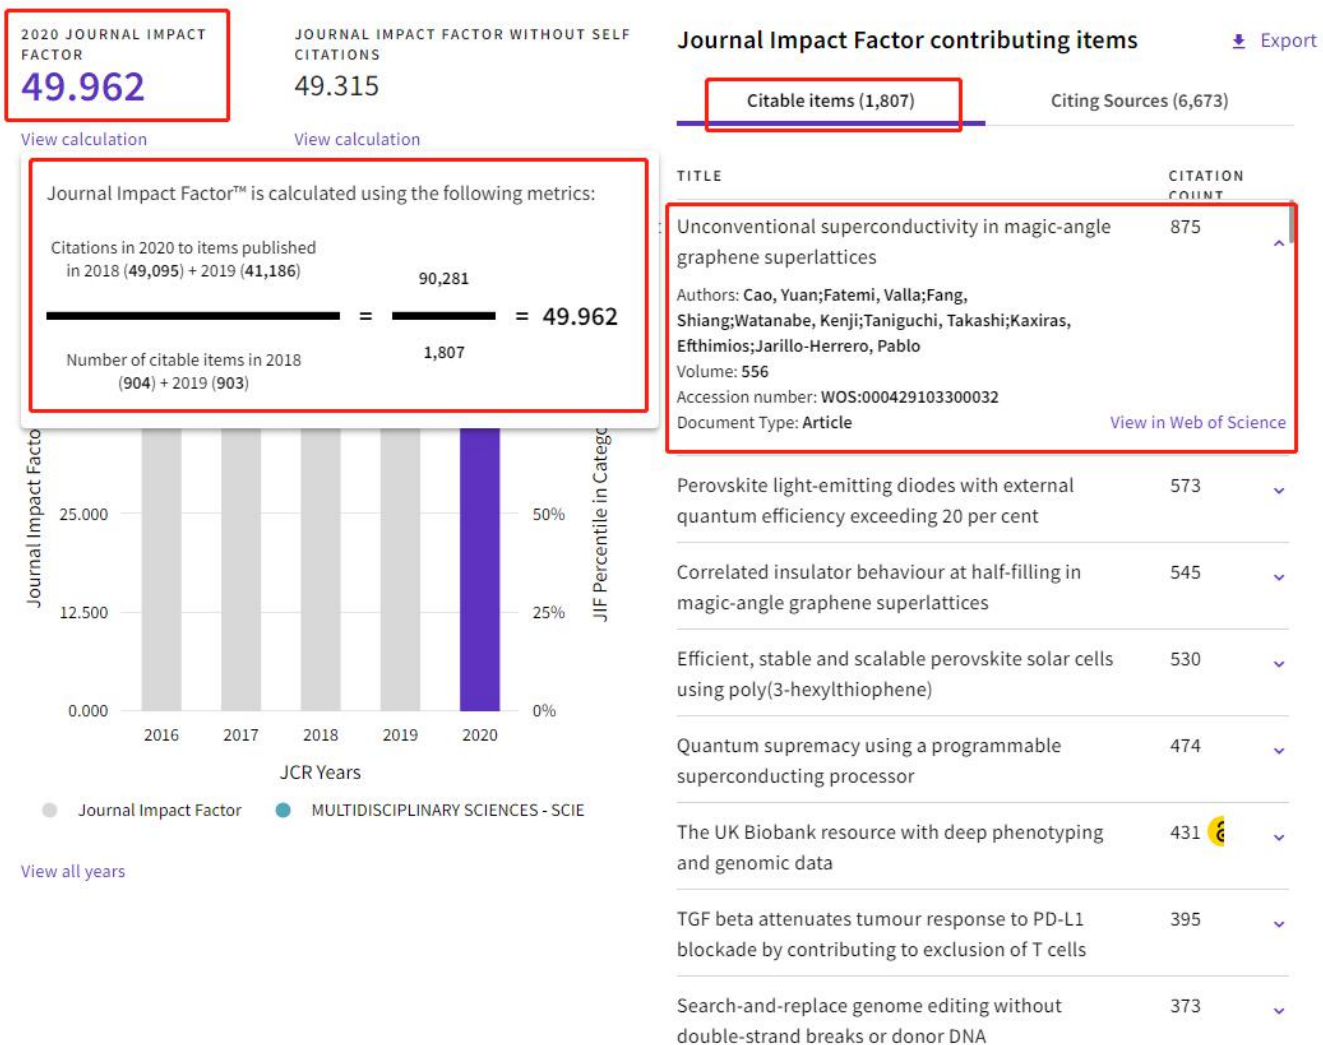 2020 JOURNAL IMPACT
FACTOR
49.962
View calculation
JOURNAL IMPACT FACTOR WITHOUT SELF
CITATIONS
49.315
View calculation
Journal Impact Factor™ is calculated using the following metrics:
Citations in 2020 to items published
in 2018 (49,095) + 2019 (41,186)
Number of citable items in 2018
(904) + 2019 (903)
=
90,281
1,807
= 49.962
Journal Impact Facto
25.000
12.500
0.000
50%
25%
0%
JIF Percentile in Catego
2016 2017 2018 2019 2020
JCR Years
Journal Impact Factor MULTIDISCIPLINARY SCIENCES - SCIE
View all years
Journal Impact Factor contributing items
Export
Citable items (1,807) Citing Sources (6,673)
TITLE
CITATION
COUNT
Unconventional superconductivity in magic-angle 875
graphene superlattices
Authors: Cao, Yuan;Fatemi, Valla;Fang,
Shiang;Watanabe, Kenji;Taniguchi, Takashi;Kaxiras,
Efthimios;Jarillo-Herrero, Pablo
Volume: 556
Accession number: WOS:000429103300032
Document Type: Article View in Web of Science
Perovskite light-emitting diodes with external 573
quantum efficiency exceeding 20 per cent
Correlated insulator behaviour at half-filling in 545
magic-angle graphene superlattices
Efficient, stable and scalable perovskite solar cells 530
using poly(3-hexylthiophene)
Quantum supremacy using a programmable 474
superconducting processor
The UK Biobank resource with deep phenotyping 431
and genomic data
TGF beta attenuates tumour response to PD-L1 395
blockade by contributing to exclusion of T cells
Search-and-replace genome editing without 373
double-strand breaks or donor DNA